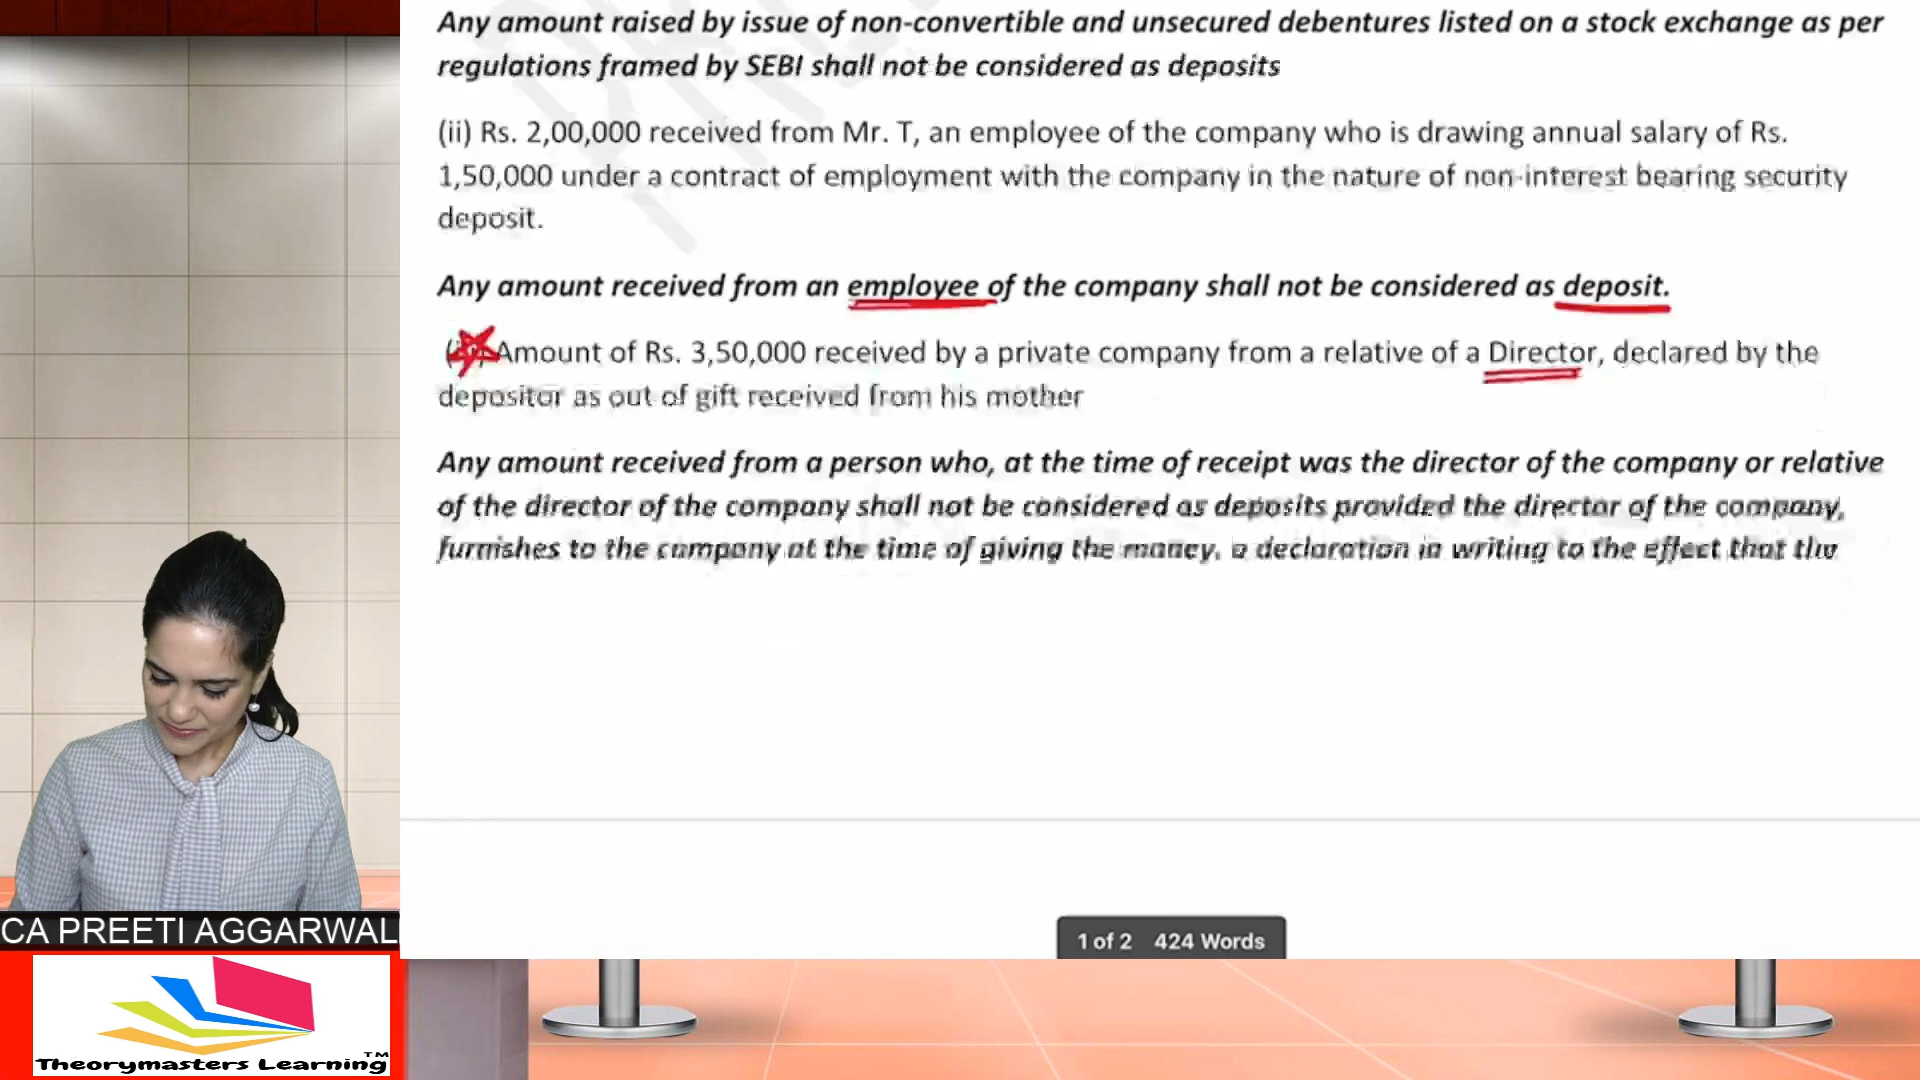 Any amount raised by issue of non-convertible and unsecured debentures listed on a stock exchange as per
regulations framed by SEBI shall not be considered as deposits
(ii) Rs. 2,00,000 received from Mr. T, an employee of the company who is drawing annual salary of Rs.
1,50,000 under a contract of employment with the company in the nature of non-interest bearing security
deposit.
Any amount received from an employee of the company shall not be considered as deposit.
Amount of Rs. 3,50,000 received by a private company from a relative of a Director, declared by the
depositor as out of gift received from his mother
Any amount received from a person who, at the time of receipt was the director of the company or relative
of the director of the company shall not be considered as deposits provided the director of the company,
furnishes to the company at the time of giving the money, a declaration in writing to the effect that the
1 of 2 424 Words
CA PREETI AGGARWAL
Theorymasters Learning™